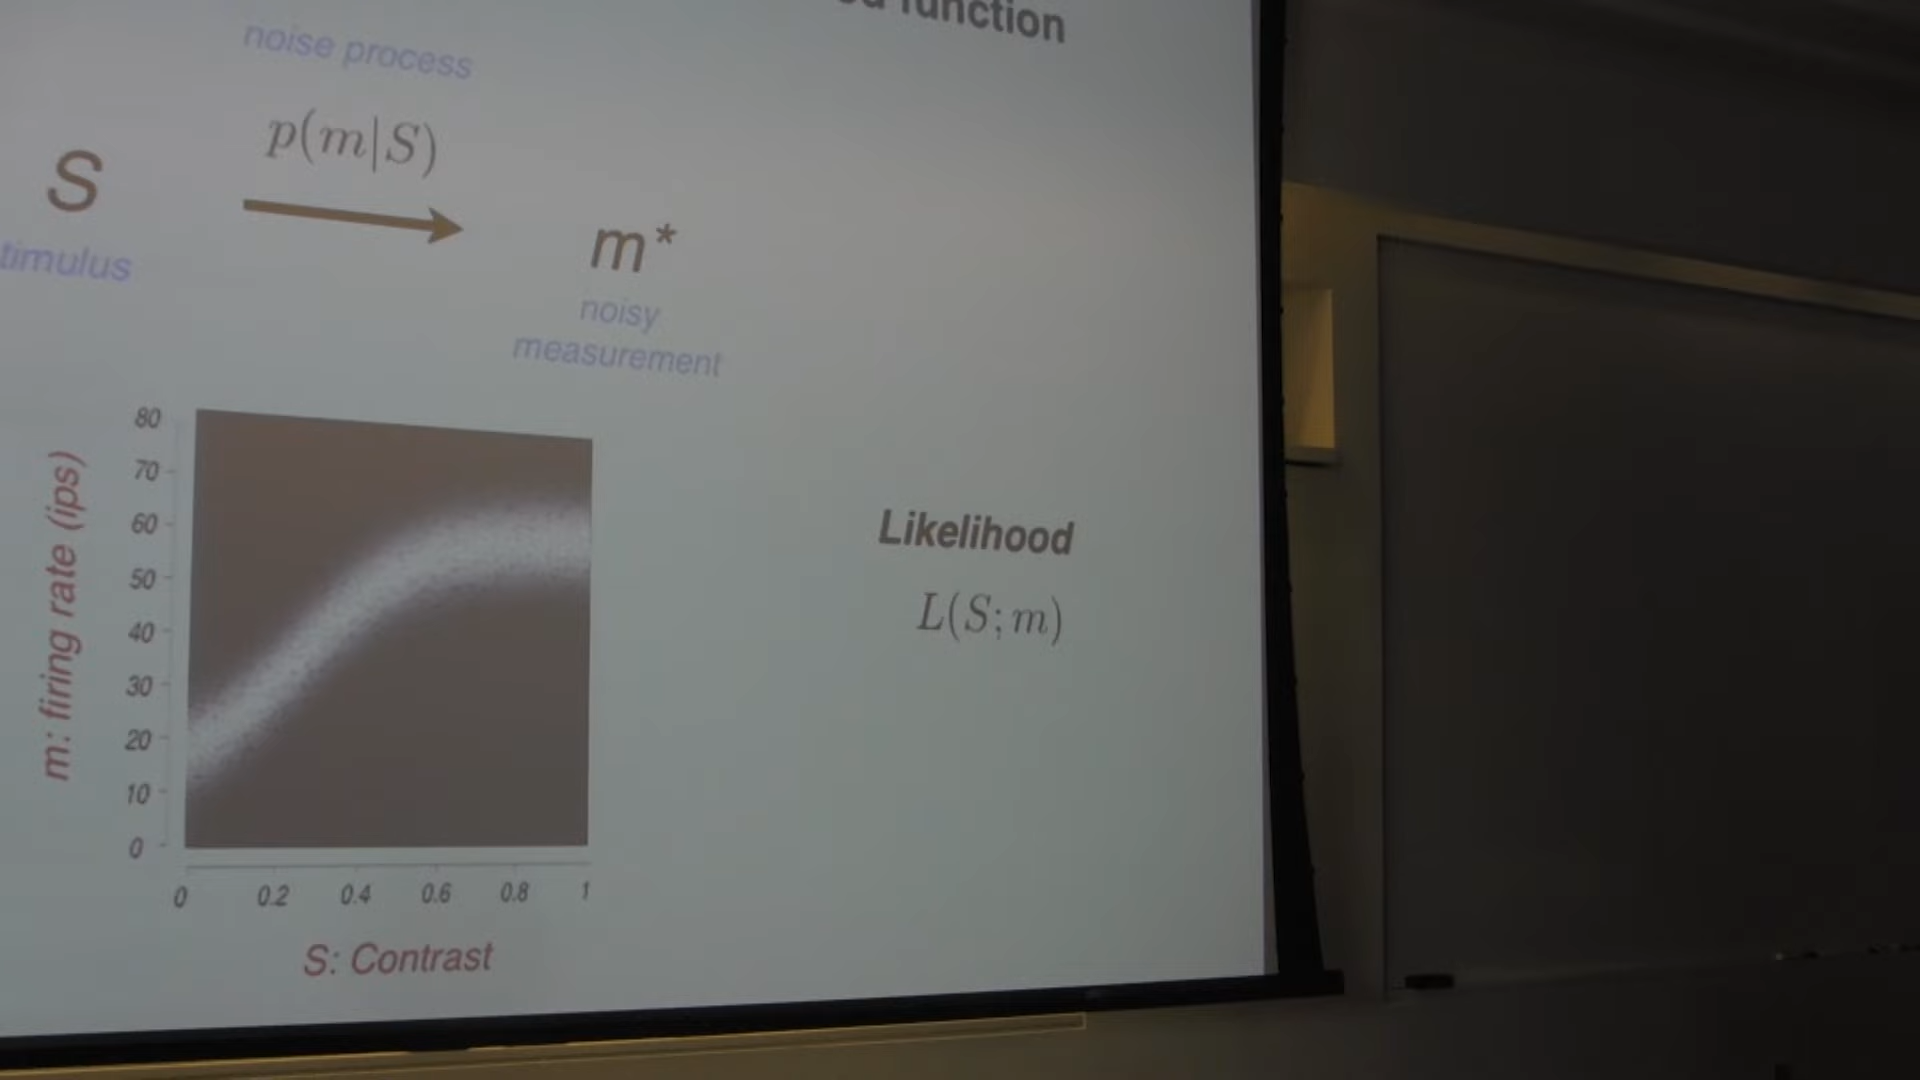 function
noise process
p(m|S)
S
m*
timulus
noisy
measurement
80
70
60
50
40
30
20
10
0
m: firing rate (ips)
0 0.2 0.4 0.6 0.8 1
S: Contrast
Likelihood
L(S; m)